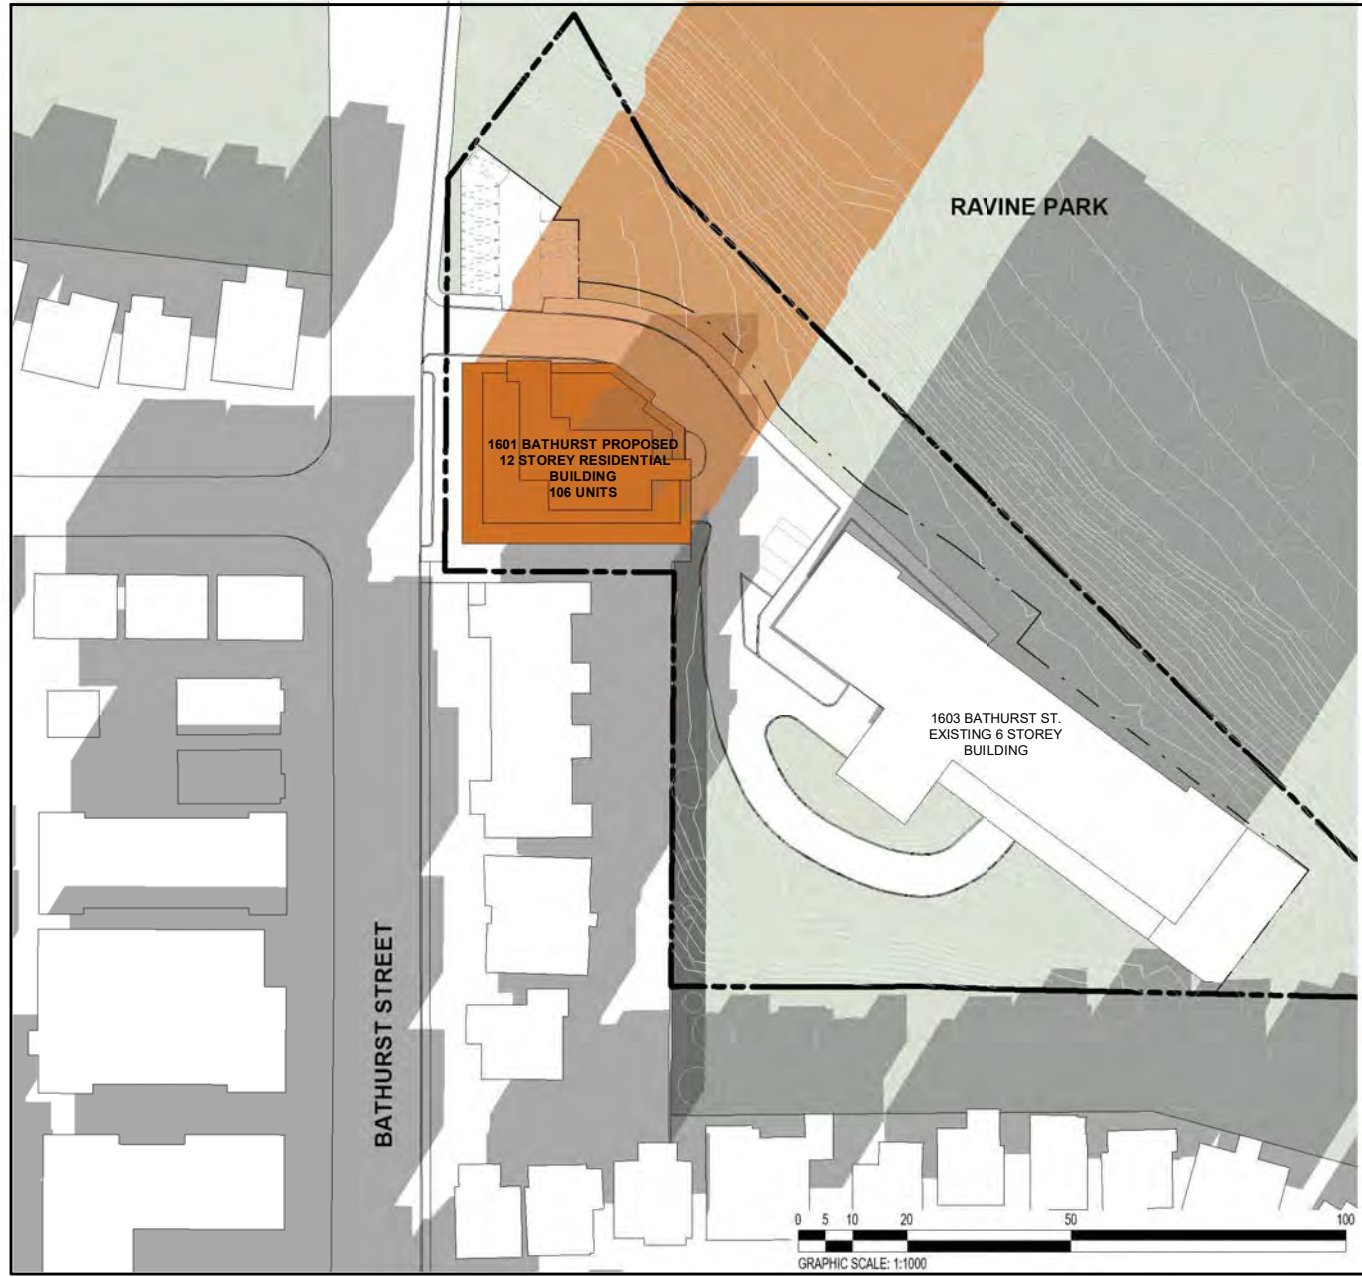 RAVINE PARK
1601 BATHURST PROPOSED
12 STOREY RESIDENTIAL
BUILDING
106 UNITS
1603 BATHURST ST.
EXISTING 6 STOREY
BUILDING
BATHURST STREET
0 5 10 20 50 100
GRAPHIC SCALE: 1:1000